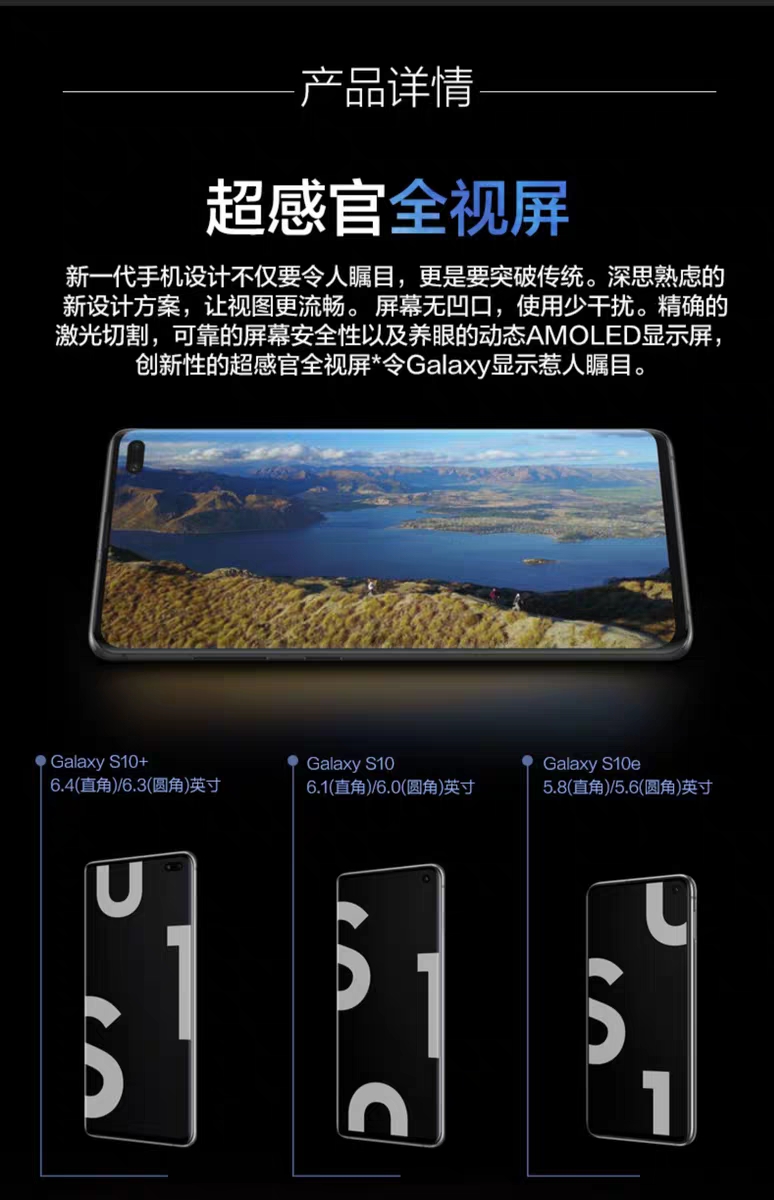 产品详情
超感官全视屏
新一代手机设计不仅要令人瞩目，更是要突破传统。深思熟虑的
新设计方案，让视图更流畅。 屏幕无凹口，使用少干扰。精确的
激光切割，可靠的屏幕安全性以及养眼的动态AMOLED显示屏，
创新性的超感官全视屏*令Galaxy显示惹人瞩目。
Galaxy S10+
6.4(直角)/6.3(圆角)英寸
Galaxy S10
6.1(直角)/6.0(圆角)英寸
Galaxy S10e
5.8(直角)/5.6(圆角)英寸
S10
S10
S10